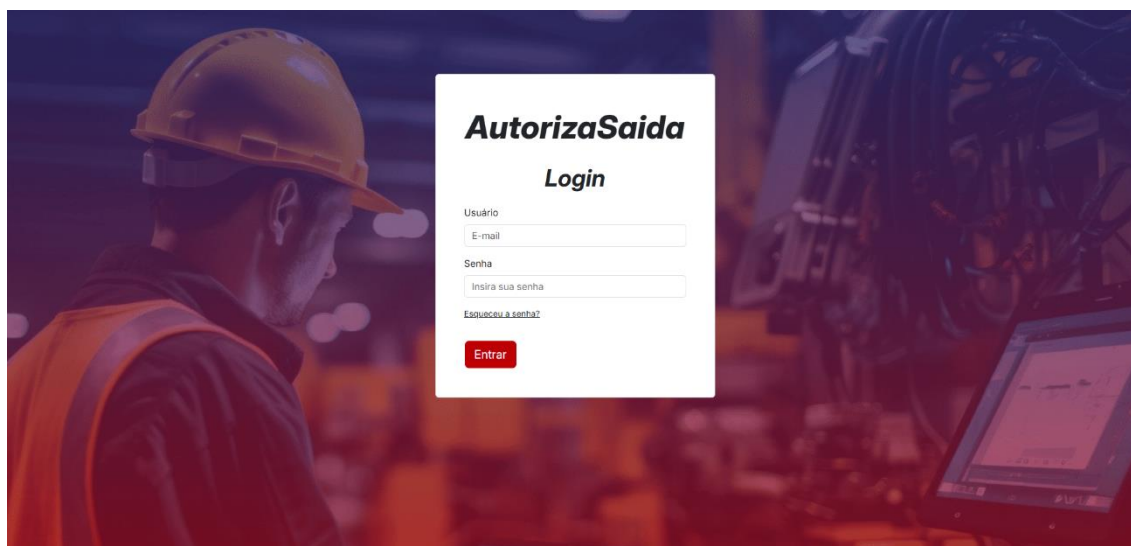 AutorizaSaida
Login
Usuário
E-mail
Senha
Insira sua senha
Esqueceu a senha?
Entrar